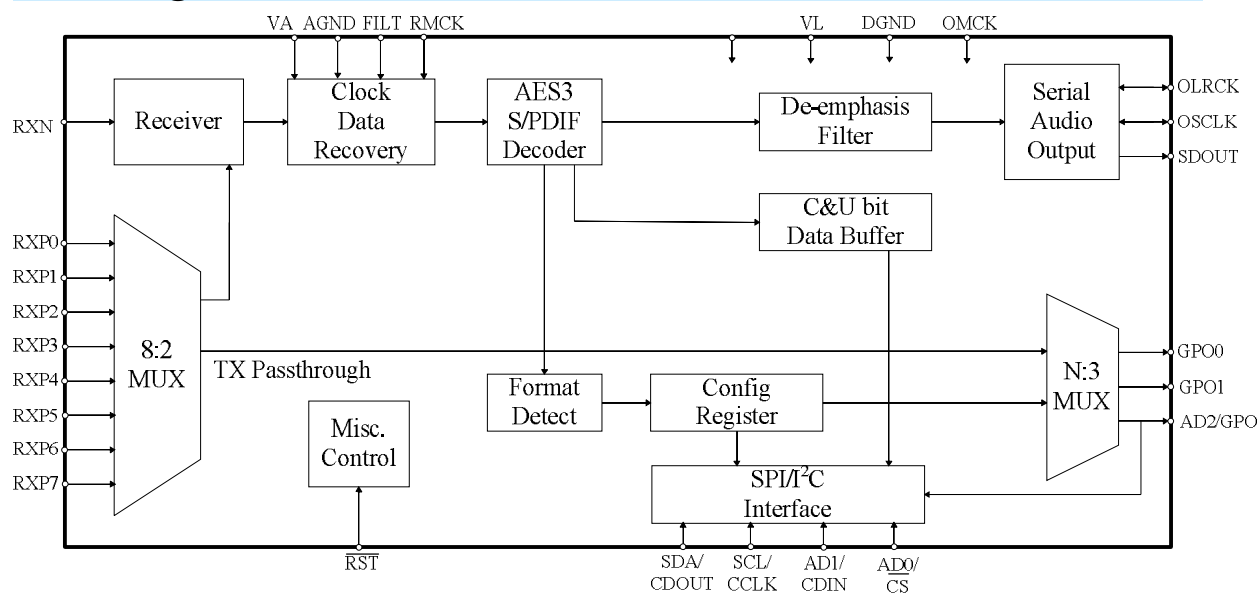 VA AGND FILT RMCK
VL DGND OMCK
RXN
Receiver
Clock
Data
Recovery
AES3
S/PDIF
Decoder
De-emphasis
Filter
Serial
Audio
Output
OLRCK
OSCLK
SDOUT
C&U bit
Data Buffer
RXP0
RXP1
RXP2
RXP3
RXP4
RXP5
RXP6
RXP7
8:2
MUX
TX Passthrough
Format
Detect
Config
Register
N:3
MUX
GPO0
GPO1
AD2/GPO
Misc.
Control
SPI/I²C
Interface
RST
SDA/
CDOUT
SCL/
CCLK
AD1/
CDIN
AD0/
CS